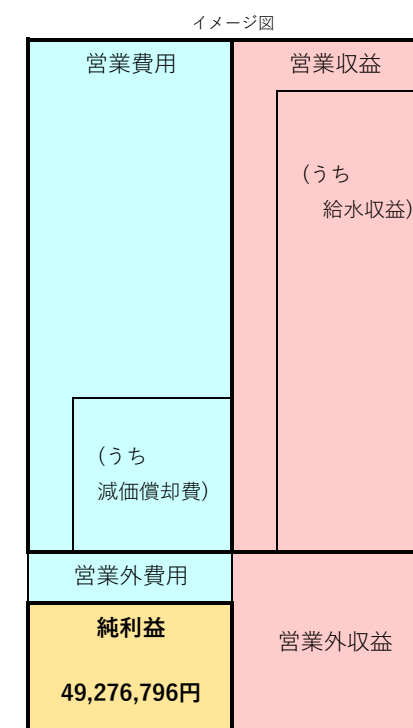 イメージ図
営業費用
営業収益
(うち
給水収益)
(うち
減価償却費)
営業外費用
純利益
営業外収益
49,276,796円